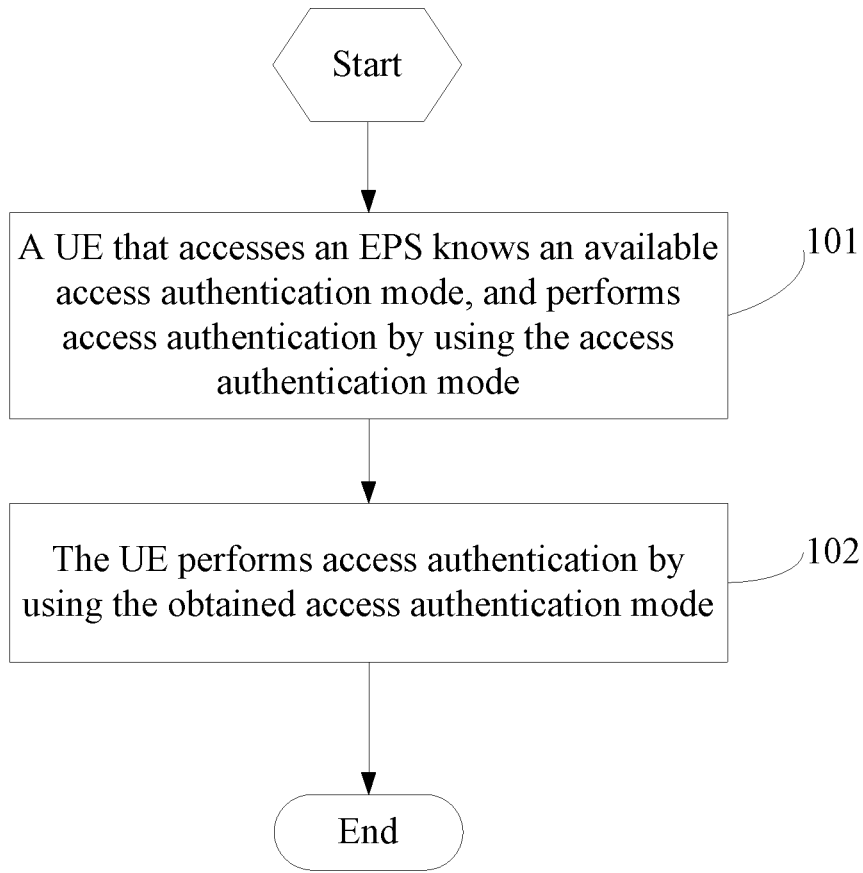 Start
A UE that accesses an EPS knows an available
access authentication mode, and performs
access authentication by using the access
authentication mode
101
The UE performs access authentication by
using the obtained access authentication mode
102
End